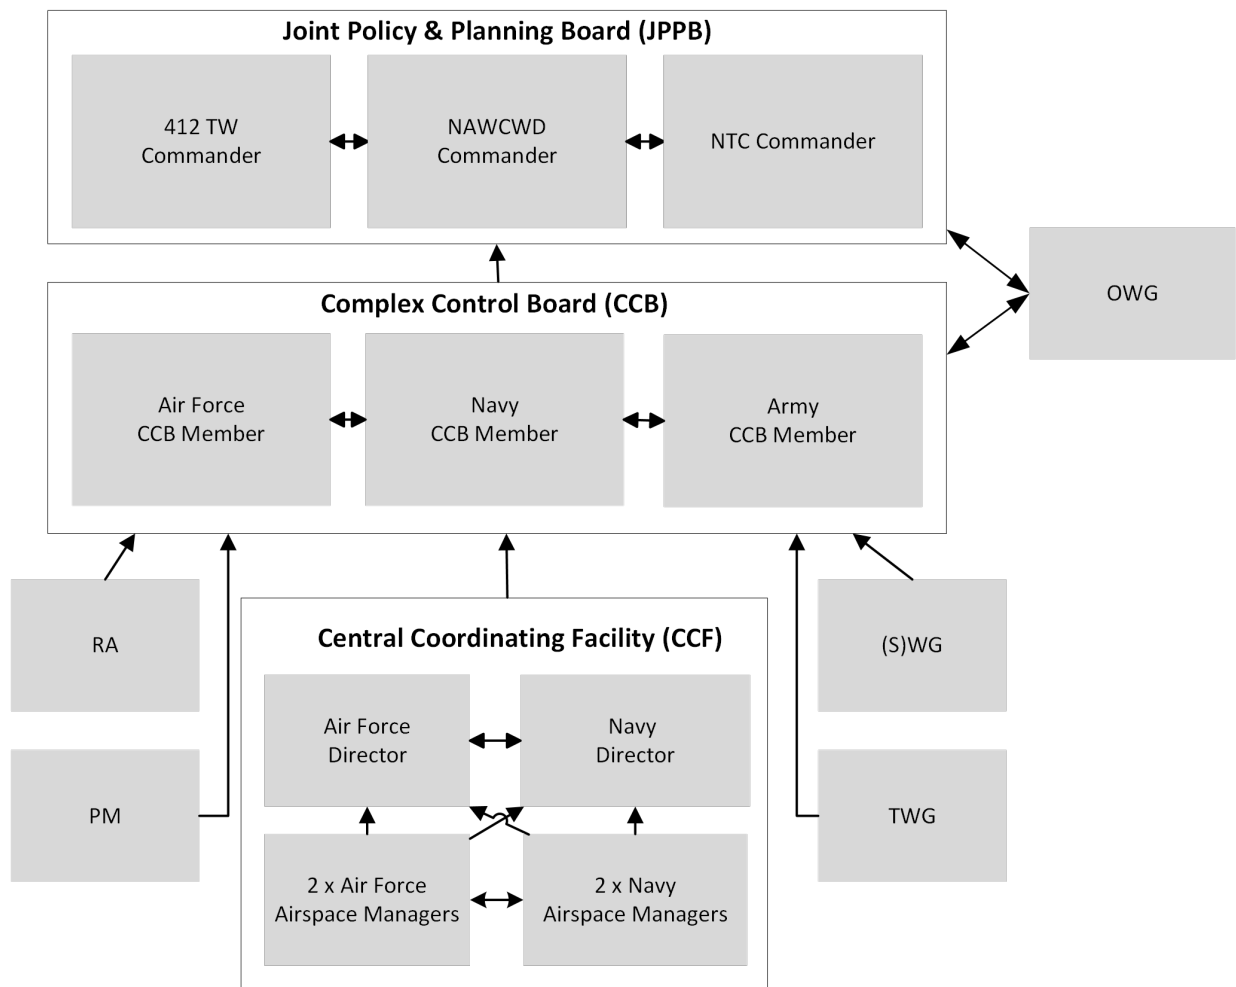 Joint Policy & Planning Board (JPPB)
412 TW
Commander
NAWCWD
Commander
NTC Commander
OWG
Complex Control Board (CCB)
Air Force
CCB Member
Navy
CCB Member
Army
CCB Member
RA
(S)WG
Central Coordinating Facility (CCF)
Air Force
Director
Navy
Director
PM
TWG
2 x Air Force
Airspace Managers
2 x Navy
Airspace Managers